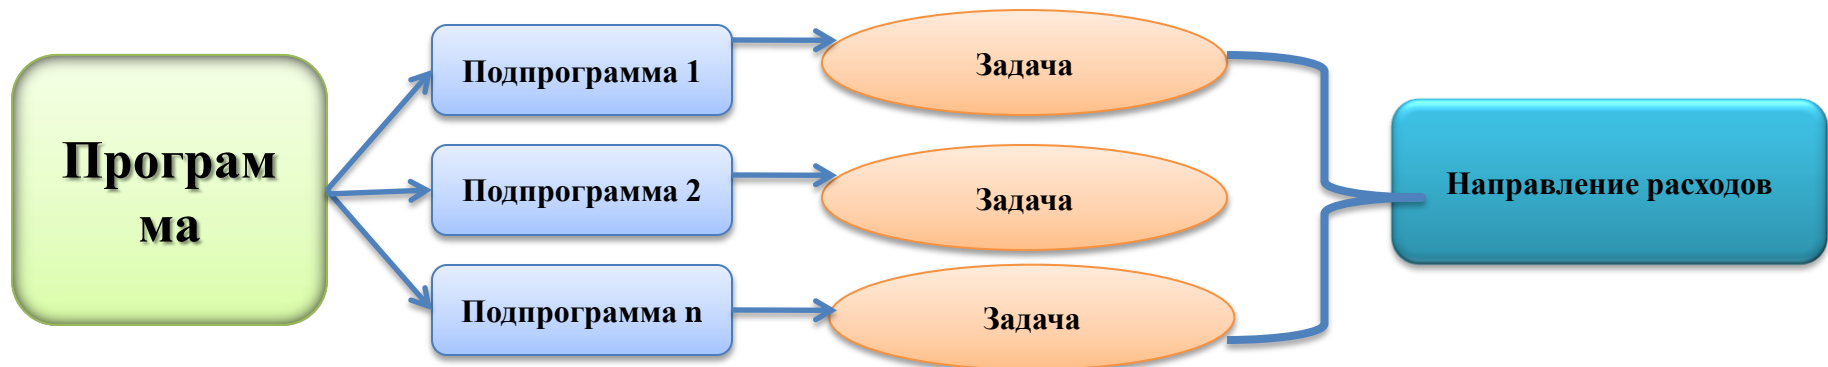 Програм
ма
Подпрограмма 1
Задача
Подпрограмма 2
Задача
Подпрограмма n
Задача
Направление расходов